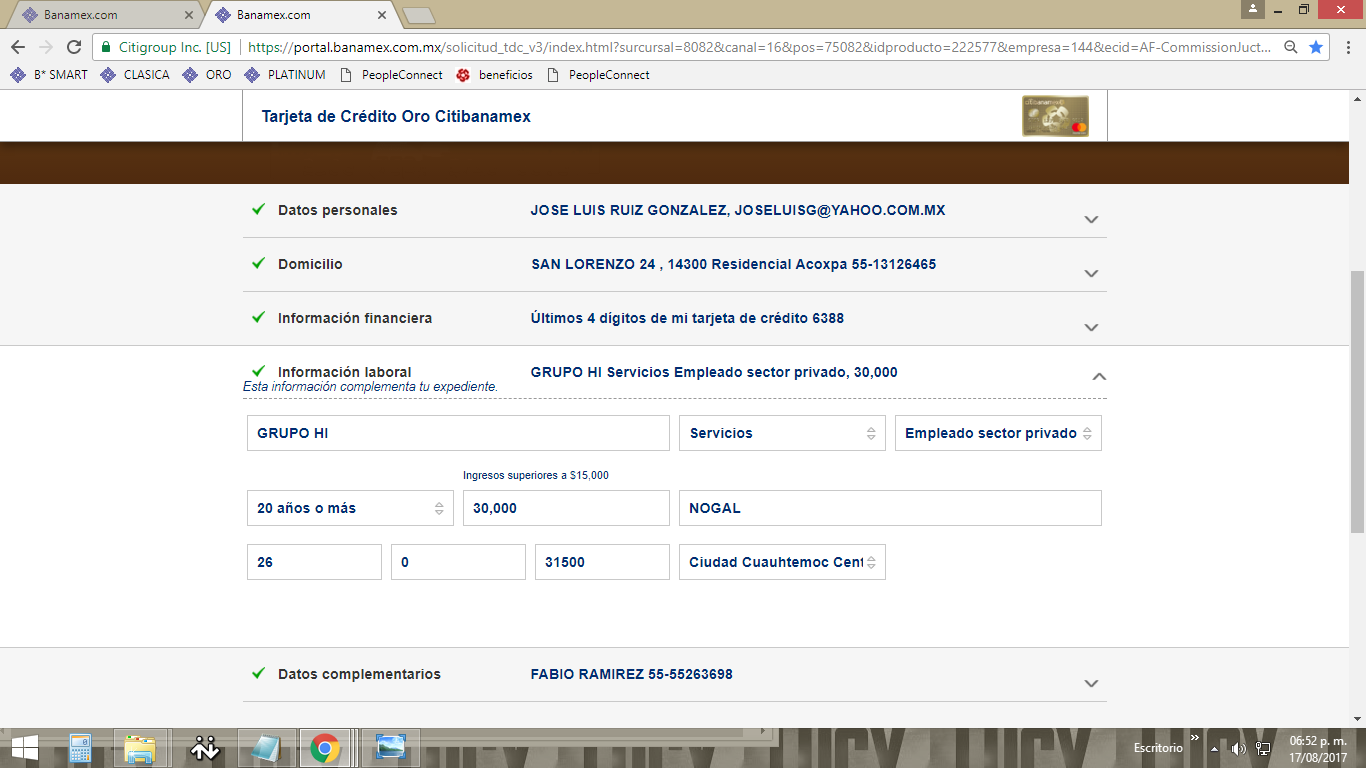 Banamex.com
Banamex.com
Citigroup Inc. [US] https://portal.banamex.com.mx/solicitud_tdc_v3/index.html?surcursal=8082&canal=16&pos=75082&idproducto=222577&empresa=144&ecid=AF-CommissionJuct...
B* SMART CLASICA ORO PLATINUM PeopleConnect beneficios PeopleConnect
Tarjeta de Crédito Oro Citibanamex
Datos personales JOSE LUIS RUIZ GONZALEZ, JOSELUISG@YAHOO.COM.MX
Domicilio SAN LORENZO 24 , 14300 Residencial Acoxpa 55-13126465
Información financiera Últimos 4 dígitos de mi tarjeta de crédito 6388
Información laboral GRUPO HI Servicios Empleado sector privado, 30,000
Esta información complementa tu expediente.
GRUPO HI Servicios Empleado sector privado
Ingresos superiores a $15,000
20 años o más 30,000 NOGAL
26 0 31500 Ciudad Cuauhtemoc Cent
Datos complementarios FABIO RAMIREZ 55-55263698
Escritorio
06:52 p. m.
17/08/2017